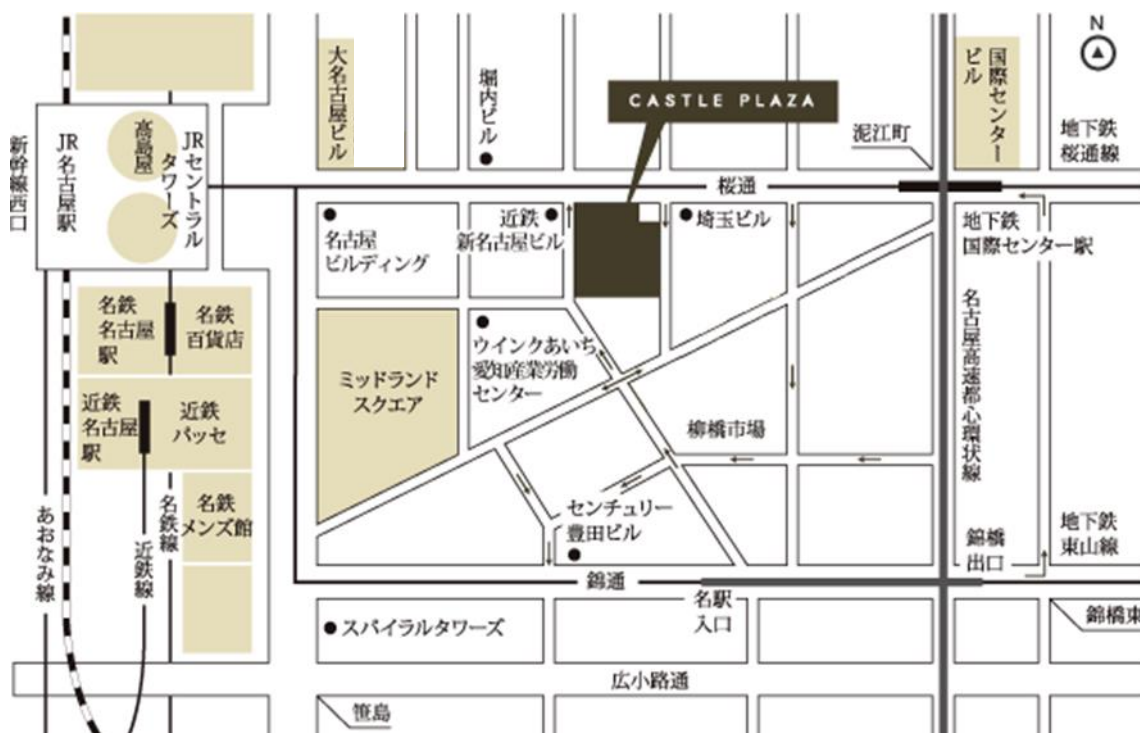 N
大名古屋ビル
堀内ビル
国際センター
ビル
CASTLE PLAZA
泥江町
地下鉄
桜通線
新幹線西口
JR名古屋駅
高島屋
JRセントラル
タワーズ
桜通
名古屋
ビルディング
近鉄
新名古屋ビル
埼玉ビル
地下鉄
国際センター駅
名鉄
名古屋
駅
名鉄
百貨店
ミッドランド
スクエア
ウインクあいち
愛知産業労働
センター
名古屋高速都心環状線
近鉄
名古屋
駅
近鉄
パッセ
柳橋市場
名鉄
メンズ館
センチュリー
豊田ビル
錦橋
出口
地下鉄
東山線
あおなみ線
近鉄線
名鉄線
錦通
名駅
入口
スパイラルタワーズ
錦橋東
広小路通
笹島